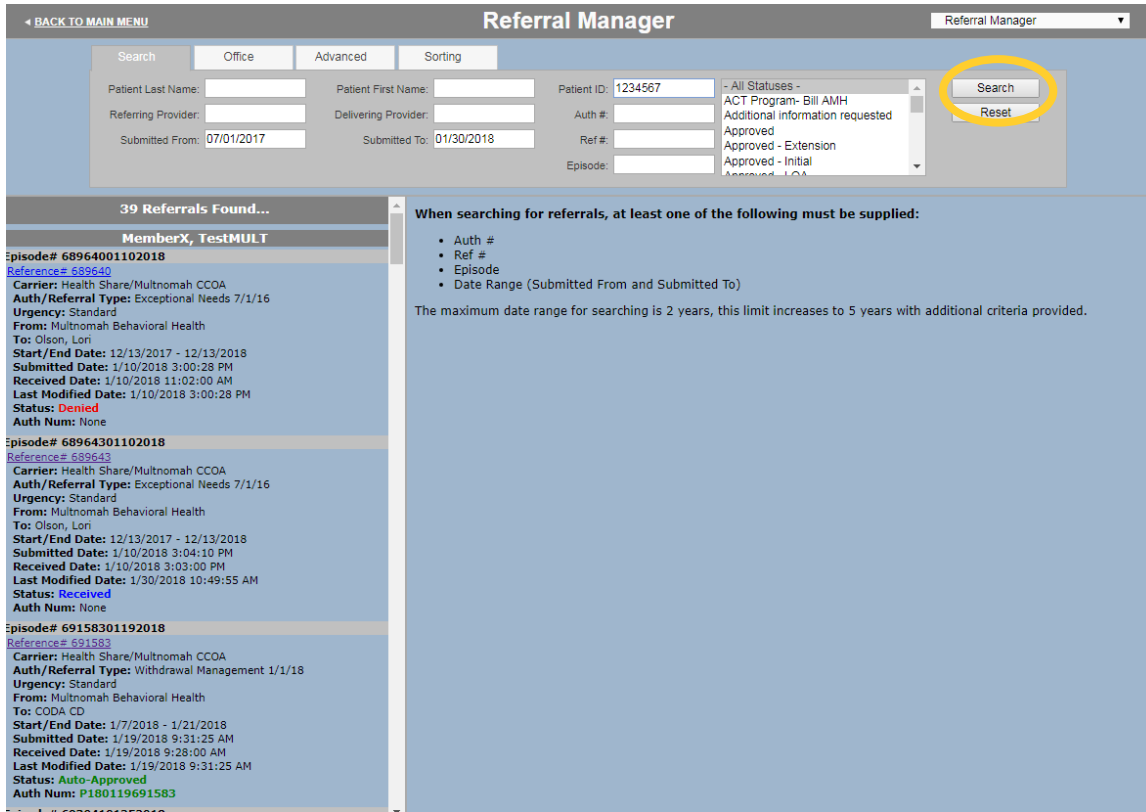 ◄ BACK TO MAIN MENU Referral Manager Referral Manager
Search Office Advanced Sorting
Patient Last Name: Patient First Name: Patient ID: 1234567
Referring Provider: Delivering Provider: Auth #:
Submitted From: 07/01/2017 Submitted To: 01/30/2018 Ref #:
Episode:
- All Statuses -
ACT Program- Bill AMH
Additional information requested
Approved
Approved - Extension
Approved - Initial
Approved - LOA
Search
Reset
39 Referrals Found...
MemberX, TestMULT
Episode# 68964001102018
Reference# 689640
Carrier: Health Share/Multnomah CCOA
Auth/Referral Type: Exceptional Needs 7/1/16
Urgency: Standard
From: Multnomah Behavioral Health
To: Olson, Lori
Start/End Date: 12/13/2017 - 12/13/2018
Submitted Date: 1/10/2018 3:00:28 PM
Received Date: 1/10/2018 11:02:00 AM
Last Modified Date: 1/10/2018 3:00:28 PM
Status: Denied
Auth Num: None
Episode# 68964301102018
Reference# 689643
Carrier: Health Share/Multnomah CCOA
Auth/Referral Type: Exceptional Needs 7/1/16
Urgency: Standard
From: Multnomah Behavioral Health
To: Olson, Lori
Start/End Date: 12/13/2017 - 12/13/2018
Submitted Date: 1/10/2018 3:04:10 PM
Received Date: 1/10/2018 3:03:00 PM
Last Modified Date: 1/30/2018 10:49:55 AM
Status: Received
Auth Num: None
Episode# 69158301192018
Reference# 691583
Carrier: Health Share/Multnomah CCOA
Auth/Referral Type: Withdrawal Management 1/1/18
Urgency: Standard
From: Multnomah Behavioral Health
To: CODA CD
Start/End Date: 1/7/2018 - 1/21/2018
Submitted Date: 1/19/2018 9:31:25 AM
Received Date: 1/19/2018 9:28:00 AM
Last Modified Date: 1/19/2018 9:31:25 AM
Status: Auto-Approved
Auth Num: P180119691583
When searching for referrals, at least one of the following must be supplied:
• Auth #
• Ref #
• Episode
• Date Range (Submitted From and Submitted To)
The maximum date range for searching is 2 years, this limit increases to 5 years with additional criteria provided.